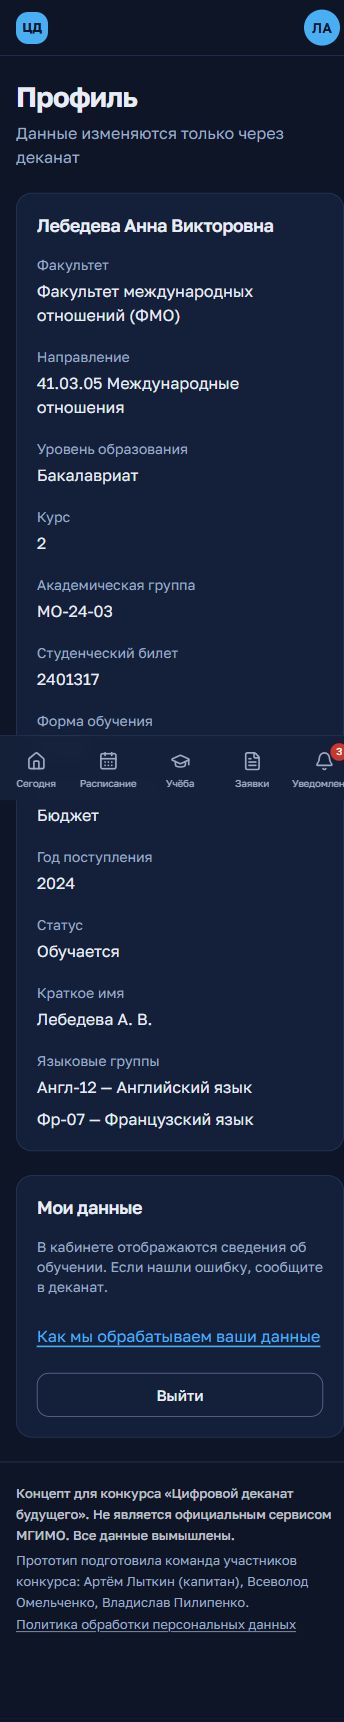 ЦД
ЛА
Профиль
Данные изменяются только через
деканат
Лебедева Анна Викторовна
Факультет
Факультет международных
отношений (ФМО)
Направление
41.03.05 Международные
отношения
Уровень образования
Бакалавриат
Курс
2
Академическая группа
МО-24-03
Студенческий билет
2401317
Форма обучения
3
Сегодня
Расписание
Учёба
Заявки
Уведомлен
Бюджет
Год поступления
2024
Статус
Обучается
Краткое имя
Лебедева А. В.
Языковые группы
Англ-12 — Английский язык
Фр-07 — Французский язык
Мои данные
В кабинете отображаются сведения об
обучении. Если нашли ошибку, сообщите
в деканат.
Как мы обрабатываем ваши данные
Выйти
Концепт для конкурса «Цифровой деканат
будущего». Не является официальным сервисом
МГИМО. Все данные вымышлены.
Прототип подготовила команда участников
конкурса: Артём Лыткин (капитан), Всеволод
Омельченко, Владислав Пилипенко.
Политика обработки персональных данных